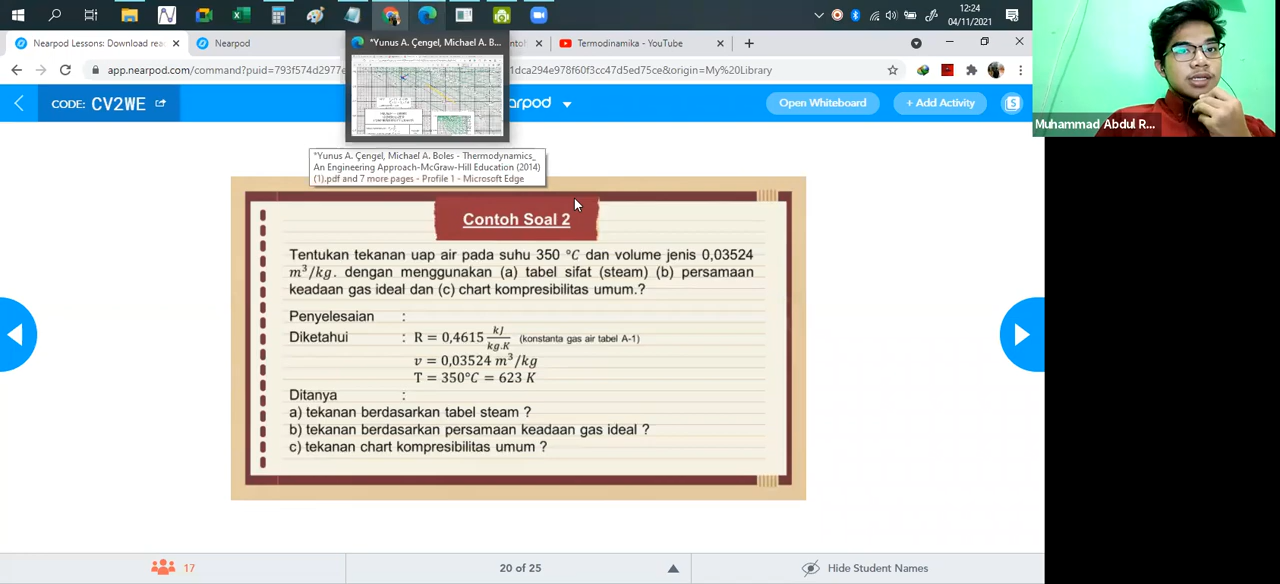 12:24
04/11/2021
Nearpod Lessons: Download rea
Nearpod
*Yunus A. Çengel, Michael A. B...
Termodinamika - YouTube
app.nearpod.com/command?puid=793f574d2977e
1dca294e978f60f3cc47d5ed75ce&origin=My%20Library
CODE: CV2WE
arpod
Open Whiteboard
+ Add Activity
S
Muhammad Abdul R...
*Yunus A. Çengel, Michael A. Boles - Thermodynamics_
An Engineering Approach-McGraw-Hill Education (2014)
(1).pdf and 7 more pages - Profile 1 - Microsoft Edge
Contoh Soal 2
Tentukan tekanan uap air pada suhu 350 °C dan volume jenis 0,03524
m³/kg. dengan menggunakan (a) tabel sifat (steam) (b) persamaan
keadaan gas ideal dan (c) chart kompresibilitas umum.?
Penyelesaian :
Diketahui : R = 0,4615 kJ/kg.K (konstanta gas air tabel A-1)
v = 0,03524 m³/kg
T = 350°C = 623 K
Ditanya :
a) tekanan berdasarkan tabel steam ?
b) tekanan berdasarkan persamaan keadaan gas ideal ?
c) tekanan chart kompresibilitas umum ?
17
20 of 25
Hide Student Names